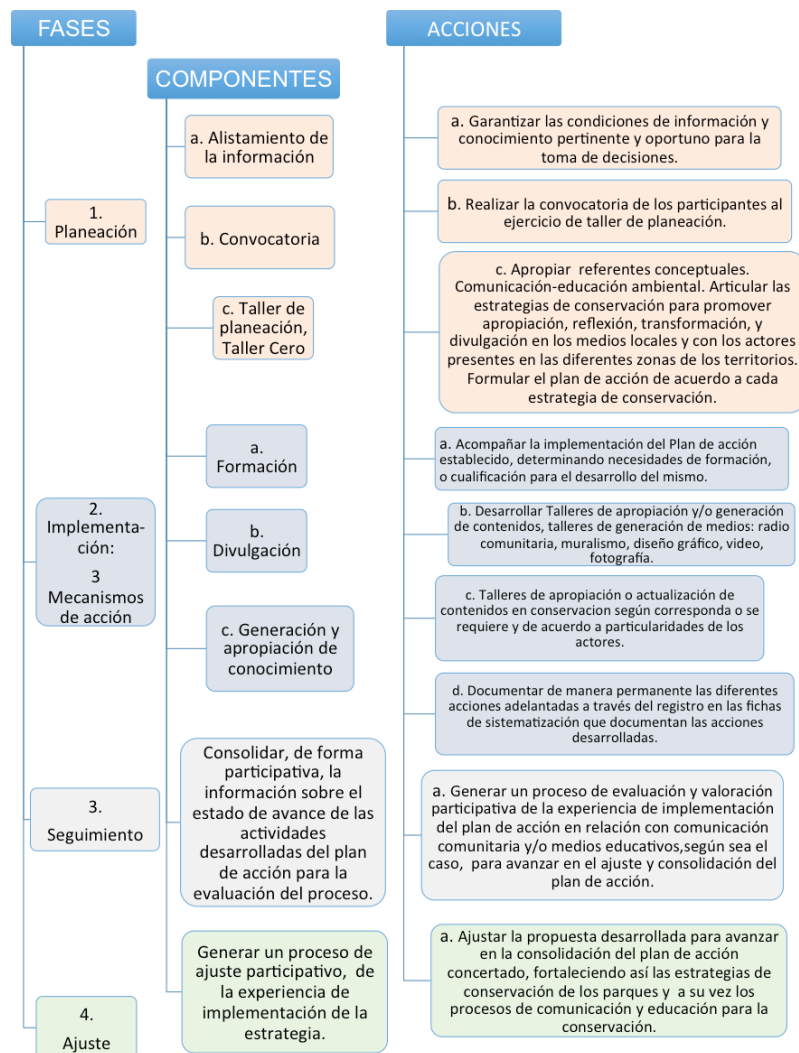 FASES
COMPONENTES
ACCIONES
1.
Planeación
a. Alistamiento de
la información
b. Convocatoria
c. Taller de
planeación,
Taller Cero
a. Garantizar las condiciones de información y
conocimiento pertinente y oportuno para la
toma de decisiones.
b. Realizar la convocatoria de los participantes al
ejercicio de taller de planeación.
c. Apropiar referentes conceptuales.
Comunicación-educación ambiental. Articular las
estrategias de conservación para promover
apropiación, reflexión, transformación, y
divulgación en los medios locales y con los actores
presentes en las diferentes zonas de los territorios.
Formular el plan de acción de acuerdo a cada
estrategia de conservación.
2.
Implementa-
ción:
3
Mecanismos
de acción
a.
Formación
b.
Divulgación
c. Generación y
apropiación de
conocimiento
a. Acompañar la implementación del Plan de acción
establecido, determinando necesidades de formación,
o cualificación para el desarrollo del mismo.
b. Desarrollar Talleres de apropiación y/o generación
de contenidos, talleres de generación de medios: radio
comunitaria, muralismo, diseño gráfico, video,
fotografía.
c. Talleres de apropiación o actualización de
contenidos en conservacion según corresponda o se
requiere y de acuerdo a particularidades de los
actores.
d. Documentar de manera permanente las diferentes
acciones adelantadas a través del registro en las fichas
de sistematización que documentan las acciones
desarrolladas.
3.
Seguimiento
Consolidar, de forma
participativa, la
información sobre el
estado de avance de las
actividades
desarrolladas del plan
de acción para la
evaluación del proceso.
a. Generar un proceso de evaluación y valoración
participativa de la experiencia de implementación
del plan de acción en relación con comunicación
comunitaria y/o medios educativos,según sea el
caso, para avanzar en el ajuste y consolidación del
plan de acción.
4.
Ajuste
Generar un proceso de
ajuste participativo, de
la experiencia de
implementación de la
estrategia.
a. Ajustar la propuesta desarrollada para avanzar
en la consolidación del plan de acción
concertado, fortaleciendo así las estrategias de
conservación de los parques y a su vez los
procesos de comunicación y educación para la
conservación.